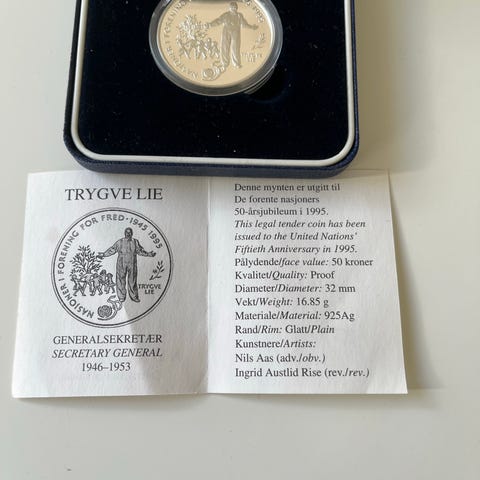 NASJONER I FORENING
1995
TRYGVE LIE
NASJONER I FORENING FOR FRED·1945 1995
TRYGVE
LIE
GENERALSEKRETÆR
SECRETARY GENERAL
1946–1953
Denne mynten er utgitt til
De forente nasjoners
50-årsjubileum i 1995.
This legal tender coin has been
issued to the United Nations'
Fiftieth Anniversary in 1995.
Pålydende/face value: 50 kroner
Kvalitet/Quality: Proof
Diameter/Diameter: 32 mm
Vekt/Weight: 16.85 g
Materiale/Material: 925Ag
Rand/Rim: Glatt/Plain
Kunstnere/Artists:
Nils Aas (adv./obv.)
Ingrid Austlid Rise (rev./rev.)